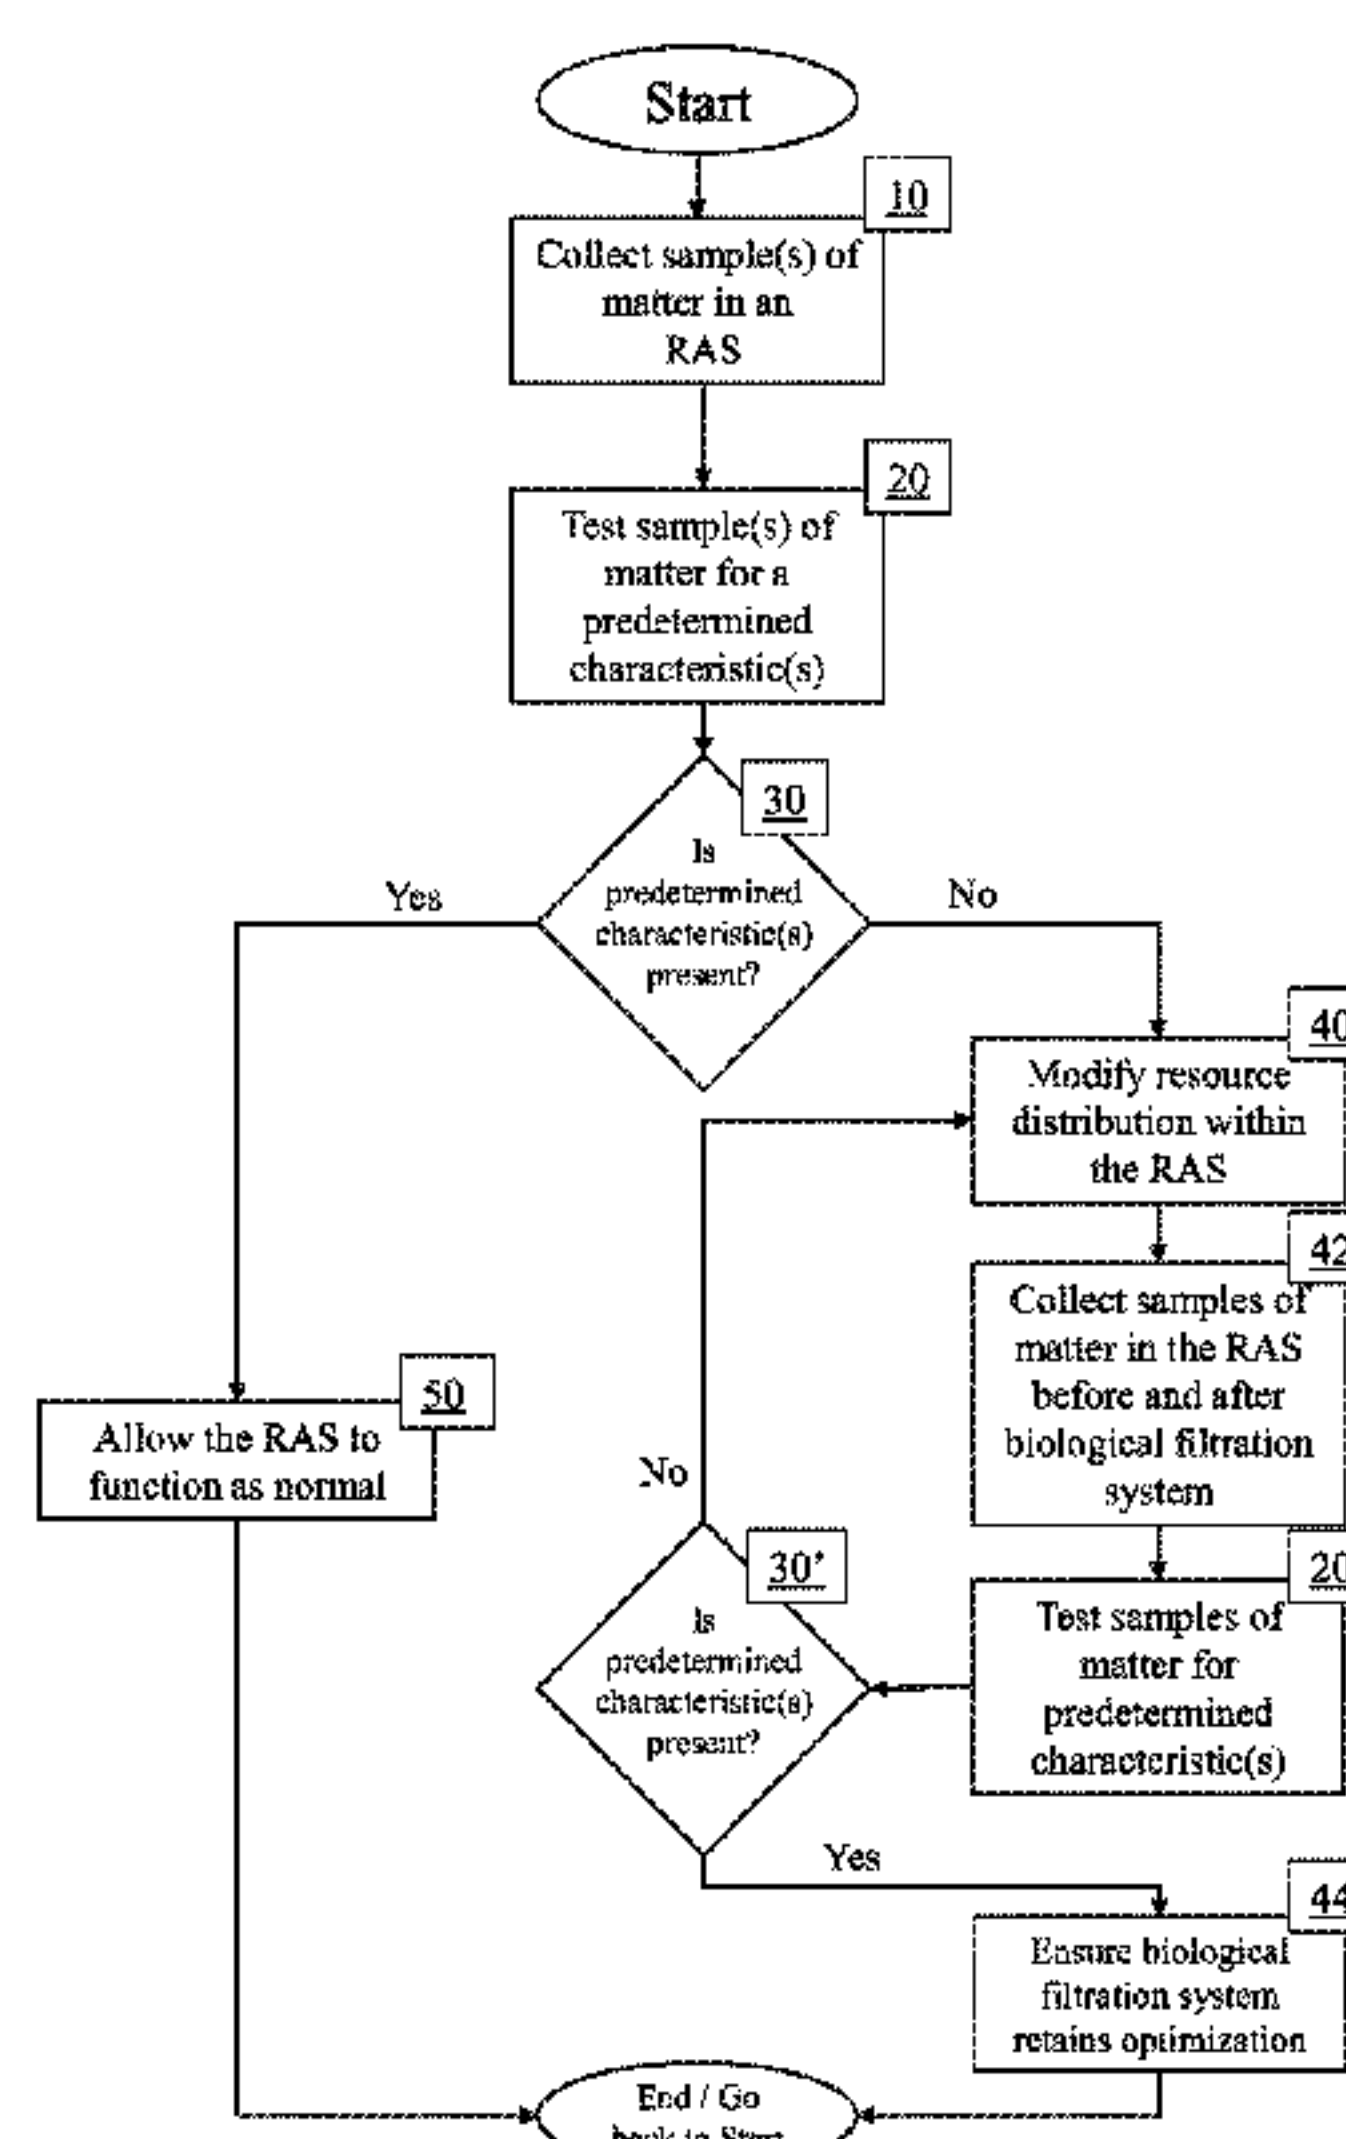 Start
10
Collect sample(s) of
matter in an
RAS
20
Test sample(s) of
matter for a
predetermined
characteristic(s)
30
Is
predetermined
characteristic(s)
present?
Yes
No
40
Modify resource
distribution within
the RAS
42
Collect samples of
matter in the RAS
before and after
biological filtration
system
50
Allow the RAS to
function as normal
No
30'
Is
predetermined
characteristic(s)
present?
20
Test samples of
matter for
predetermined
characteristic(s)
Yes
44
Ensure biological
filtration system
retains optimization
End / Go
back to Start